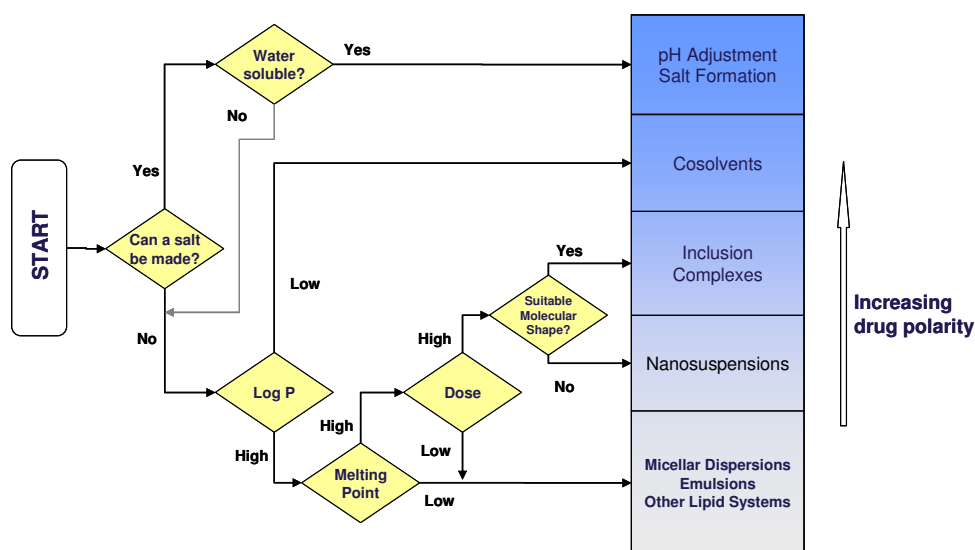 START
Can a salt
be made?
Yes
Water
soluble?
Yes
No
No
Log P
Low
High
Melting
Point
High
Low
Dose
High
Low
Suitable
Molecular
Shape?
Yes
No
pH Adjustment
Salt Formation
Cosolvents
Inclusion
Complexes
Nanosuspensions
Micellar Dispersions
Emulsions
Other Lipid Systems
Increasing
drug polarity